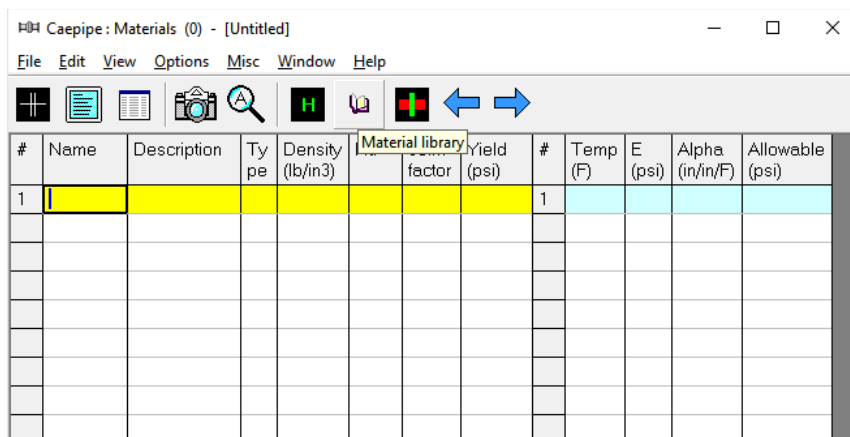 Caepipe : Materials (0) - [Untitled]
File Edit View Options Misc Window Help
A H
Material library
# Name Description Ty Density factor Yield # Temp E Alpha Allowable
pe (lb/in3) (psi) (F) (psi) (in/in/F) (psi)
1 1